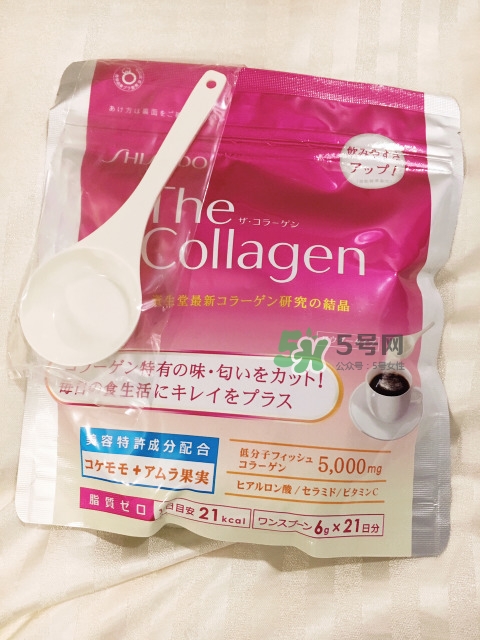 あけ方は裏面をご
飲みやすさ
アップ!
The
ザ・コラーゲン
Collagen
生堂最新コラーゲン研究の結晶
5号网
公众号:5号女性
コラーゲン特有の味・匂いをカット!
毎日の食生活にキレイをプラス
美容特許成分配合
コケモモ+アムラ果実
低分子フィッシュ
コラーゲン 5,000mg
ヒアルロン酸/セラミド/ビタミンC
脂質ゼロ
日目安 21kcal
ワンスプーン 6g×21日分